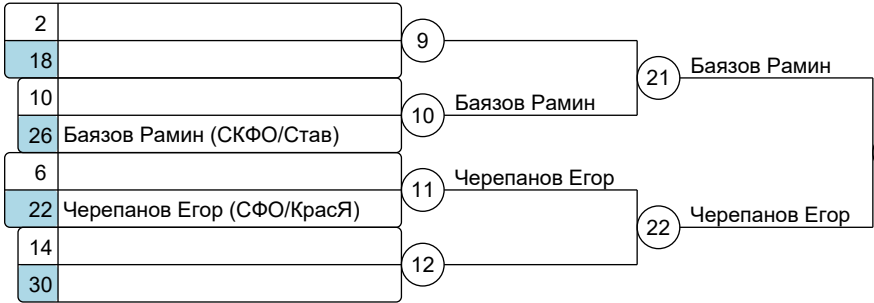 2
9
18
21 Баязов Рамин
10
10 Баязов Рамин
26 Баязов Рамин (СКФО/Став)
6
11 Черепанов Егор
22 Черепанов Егор (СФО/КрасЯ)
22 Черепанов Егор
14
12
30